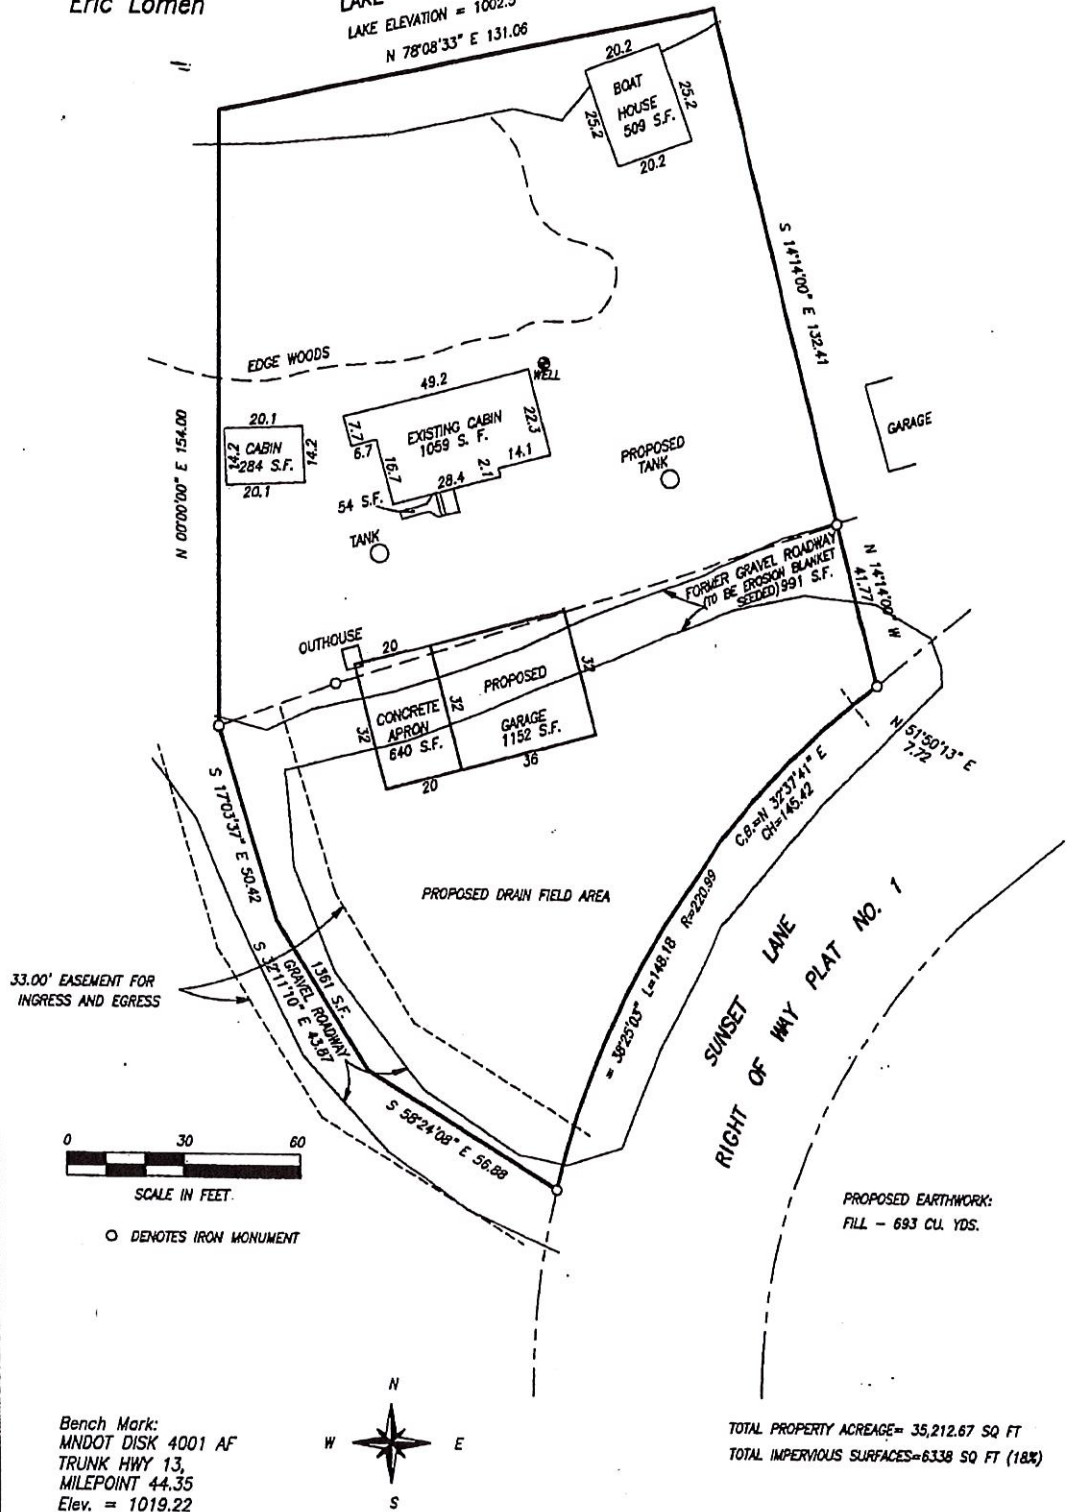 Eric Lomen
LAKE ELEVATION = 1002.5
N 78°08'33" E 131.06
20.2
BOAT
HOUSE
509 S.F.
25.2
25.2
20.2
S 14°14'00" E 132.41
EDGE WOODS
WELL
49.2
EXISTING CABIN
1059 S. F.
7.7
6.7
16.7
28.4
2.1
14.1
22.3
54 S.F.
20.1
CABIN
284 S.F.
14.2
14.2
20.1
N 00°00'00" E 154.00
GARAGE
PROPOSED
TANK
TANK
FORMER GRAVEL ROADWAY
(TO BE EROSION BLANKET
SEEDED) 991 S.F.
N 14°14'00" W
41.77
OUTHOUSE
20
CONCRETE
APRON
640 S.F.
32
32
20
PROPOSED
GARAGE
1152 S.F.
32
36
N 51°50'13" E
7.72
S 17°03'37" E 50.42
C.B.=N 32°37'41" E
CH=145.42
= 38°25'03" L=148.18 R=220.99
PROPOSED DRAIN FIELD AREA
SUNSET LANE
RIGHT OF WAY PLAT NO. 1
33.00' EASEMENT FOR
INGRESS AND EGRESS
1361 S.F.
GRAVEL ROADWAY
S 32°11'10" E 43.87
S 58°24'08" E 56.88
0 30 60
SCALE IN FEET
O DENOTES IRON MONUMENT
PROPOSED EARTHWORK:
FILL - 693 CU. YDS.
N
W E
S
Bench Mark:
MNDOT DISK 4001 AF
TRUNK HWY 13,
MILEPOINT 44.35
Elev. = 1019.22
TOTAL PROPERTY ACREAGE= 35,212.67 SQ FT
TOTAL IMPERVIOUS SURFACES=6338 SQ FT (18%)